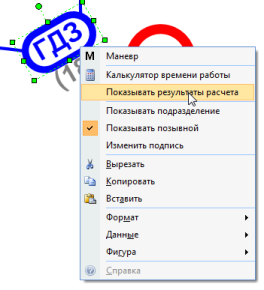 ГДЗ
(18
М Маневр
Калькулятор времени работы
Показывать результаты расчета
Показывать подразделение
Показывать позывной
Изменить подпись
Вырезать
Копировать
Вставить
Формат
Данные
Фигура
Справка